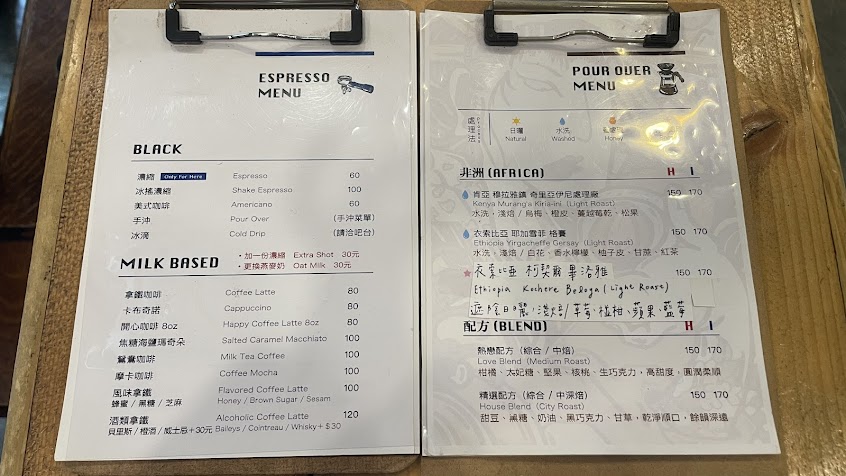 ESPRESSO
MENU
BLACK
濃縮 Only For Here Espresso 60
冰搖濃縮 Shake Espresso 100
美式咖啡 Americano 60
手沖 Pour Over (手沖菜單)
冰滴 Cold Drip (請洽吧台)
MILK BASED
•加一份濃縮 Extra Shot 30元
•更換燕麥奶 Oat Milk 30元
拿鐵咖啡 Coffee Latte 80
卡布奇諾 Cappuccino 80
開心咖啡 8oz Happy Coffee Latte 8oz 80
焦糖海鹽瑪奇朵 Salted Caramel Macchiato 100
鴛鴦咖啡 Milk Tea Coffee 100
摩卡咖啡 Coffee Mocha 100
風味拿鐵 Flavored Coffee Latte 100
蜂蜜 / 黑糖 / 芝麻 Honey / Brown Sugar / Sesam
酒類拿鐵 Alcoholic Coffee Latte 120
貝里斯 / 橙酒 / 威士忌+30元 Baileys / Cointreau / Whisky+$30
POUR OVER
MENU
處理法 Process
日曬 水洗 蜜處理
Natural Washed Honey
非洲 (AFRICA) H I
肯亞 穆拉雅鎮 奇里亞伊尼處理廠 150 170
Kenya Murang'a Kiria-ini (Light Roast)
水洗,淺焙 / 烏梅、橙皮、蔓越莓乾、松果
衣索比亞 耶加雪菲 格賽 150 170
Ethiopia Yirgacheffe Gersay (Light Roast)
水洗、淺焙 / 白花、香水檸檬、柚子皮、甘蔗、紅茶
衣索比亞 柯契爾 畢洛雅 150 170
Ethiopia Kochere Beloya (Light Roast)
遮陰日曬,淺焙/草莓、椪柑、蘋果、藍莓
配方 (BLEND) H I
熱戀配方 (綜合 / 中焙) 150 170
Love Blend (Medium Roast)
柑橘、太妃糖、堅果、核桃、生巧克力,高甜度,圓潤柔順
精選配方 (綜合 / 中深焙) 150 170
House Blend (City Roast)
甜豆、黑糖、奶油、黑巧克力、甘草,乾淨順口,餘韻深遠